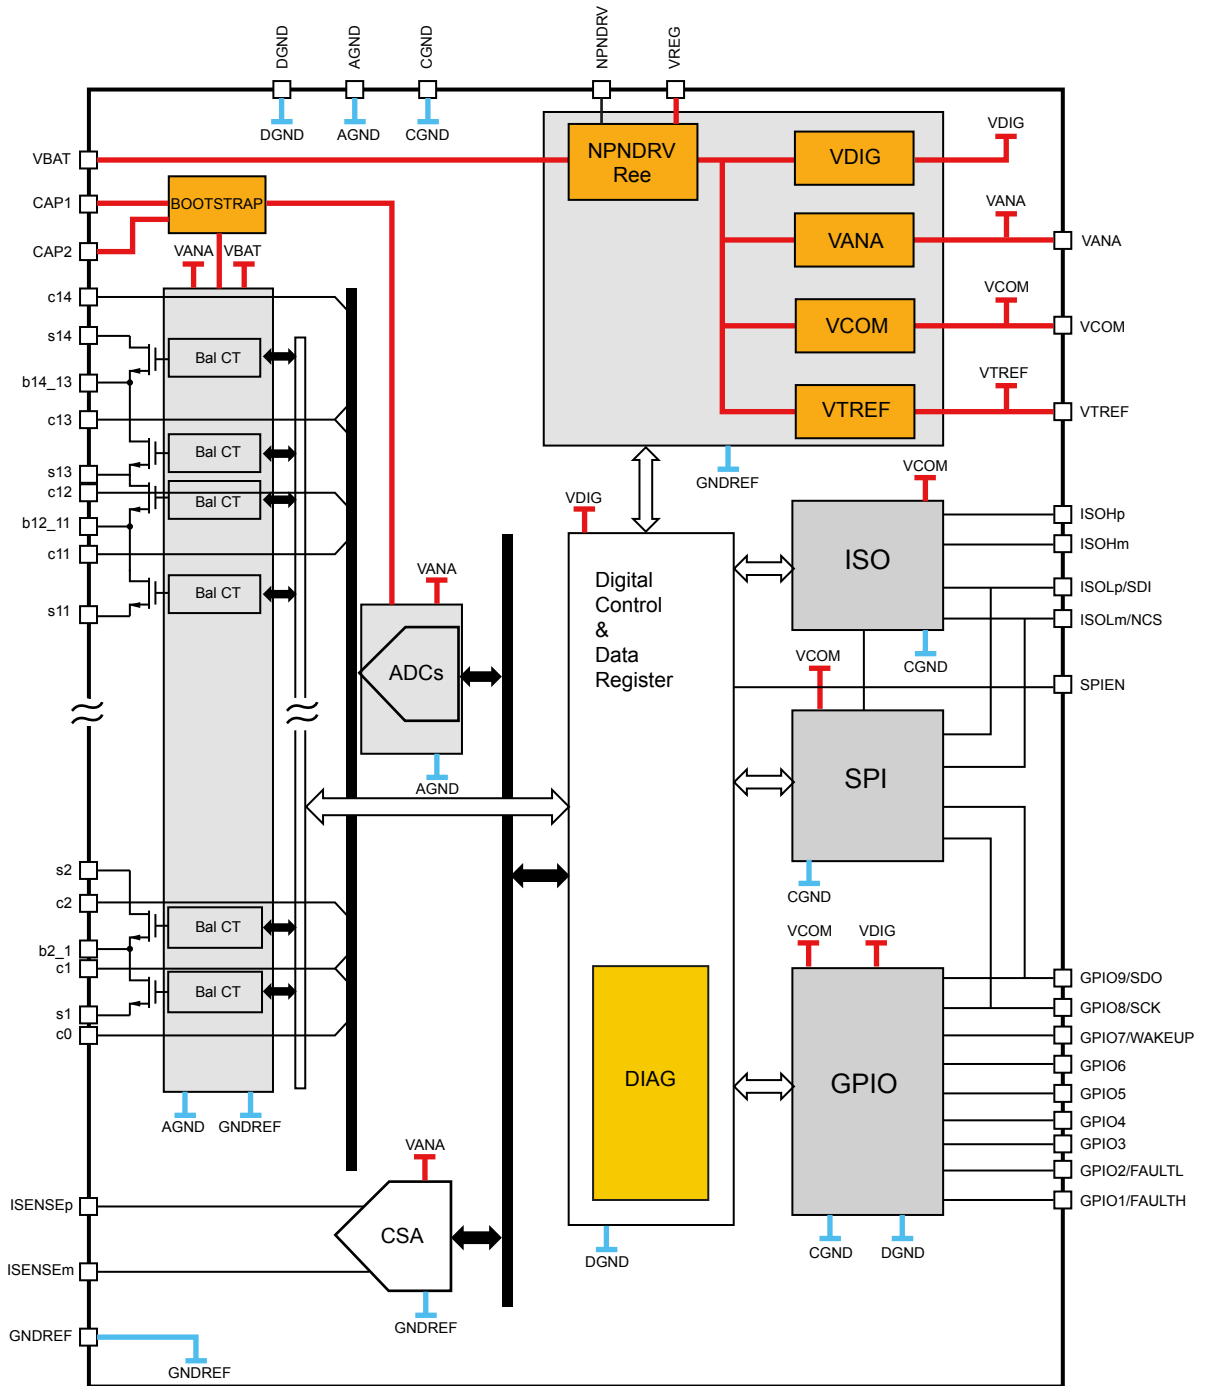 DGND
AGND
CGND
NPNDRV
VREG
DGND
AGND
CGND
VBAT
CAP1
CAP2
BOOTSTRAP
VANA
VBAT
NPNDRV
Ree
VDIG
VDIG
VANA
VANA
VANA
VCOM
VCOM
VCOM
VTREF
VTREF
VTREF
GNDREF
c14
s14
b14_13
c13
s13
c12
b12_11
c11
s11
Bal CT
Bal CT
Bal CT
Bal CT
VANA
ADCs
AGND
VDIG
Digital
Control
&
Data
Register
VCOM
ISO
CGND
ISOHp
ISOHm
ISOLp/SDI
ISOLm/NCS
SPIEN
VCOM
SPI
CGND
s2
c2
b2_1
c1
s1
c0
Bal CT
Bal CT
AGND
GNDREF
DIAG
DGND
VCOM
VDIG
GPIO
CGND
DGND
GPIO9/SDO
GPIO8/SCK
GPIO7/WAKEUP
GPIO6
GPIO5
GPIO4
GPIO3
GPIO2/FAULTL
GPIO1/FAULTH
VANA
CSA
GNDREF
ISENSEp
ISENSEm
GNDREF
GNDREF